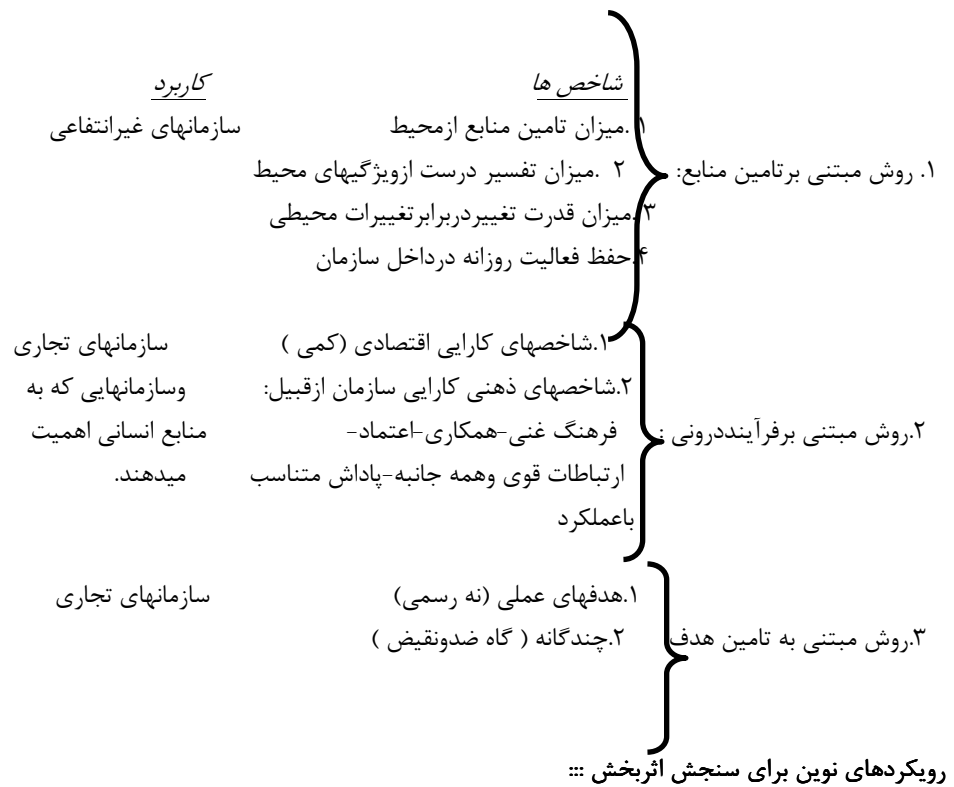 شاخص ها کاربرد
۱.میزان تامین منابع ازمحیط سازمانهای غیرانتفاعی
۱. روش مبتنی برتامین منابع: ۲ .میزان تفسیر درست ازویژگیهای محیط
۳.میزان قدرت تغییردربرابرتغییرات محیطی
۴.حفظ فعالیت روزانه درداخل سازمان
۱.شاخصهای کارایی اقتصادی (کمی ) سازمانهای تجاری
۲.شاخصهای ذهنی کارایی سازمان ازقبیل: وسازمانهایی که به
۲.روش مبتنی برفرآینددرونی : فرهنگ غنی-همکاری-اعتماد- منابع انسانی اهمیت
ارتباطات قوی وهمه جانبه-پاداش متناسب میدهند.
باعملکرد
۱.هدفهای عملی (نه رسمی) سازمانهای تجاری
۳.روش مبتنی به تامین هدف ۲.چندگانه ( گاه ضدونقیض )
رویکردهای نوین برای سنجش اثربخش :::